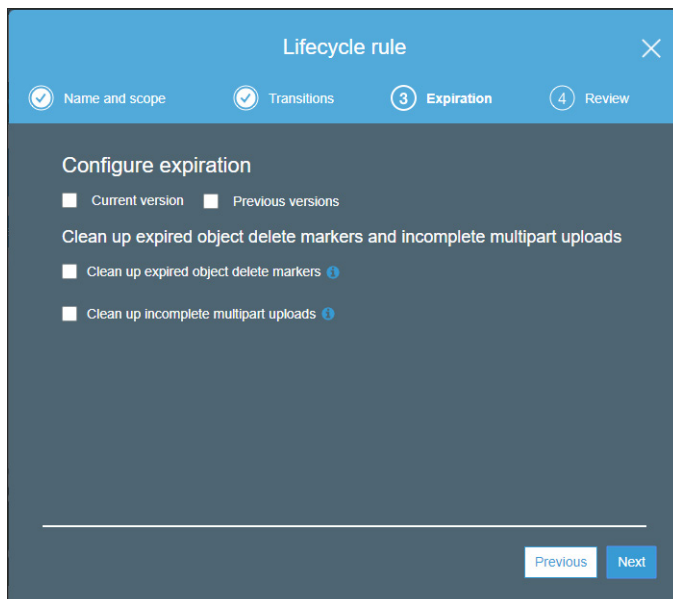 Lifecycle rule
Name and scope Transitions 3 Expiration 4 Review
Configure expiration
Current version Previous versions
Clean up expired object delete markers and incomplete multipart uploads
Clean up expired object delete markers
Clean up incomplete multipart uploads
Previous Next